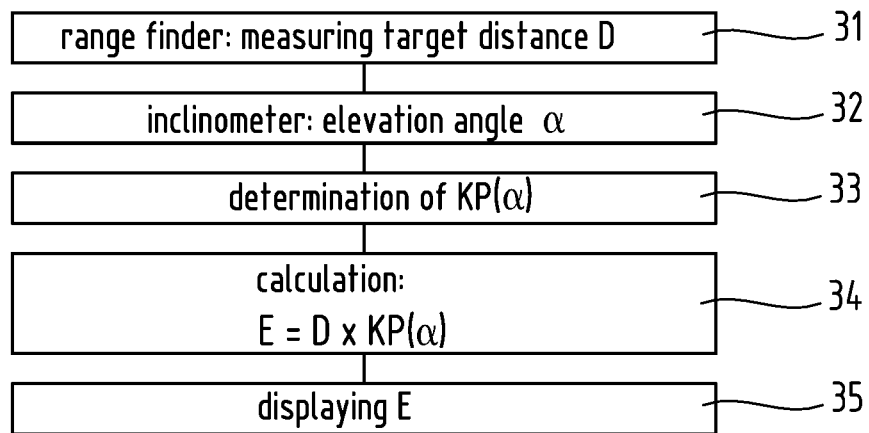 range finder: measuring target distance D 31
inclinometer: elevation angle α 32
determination of KP(α) 33
calculation:
E = D x KP(α) 34
displaying E 35